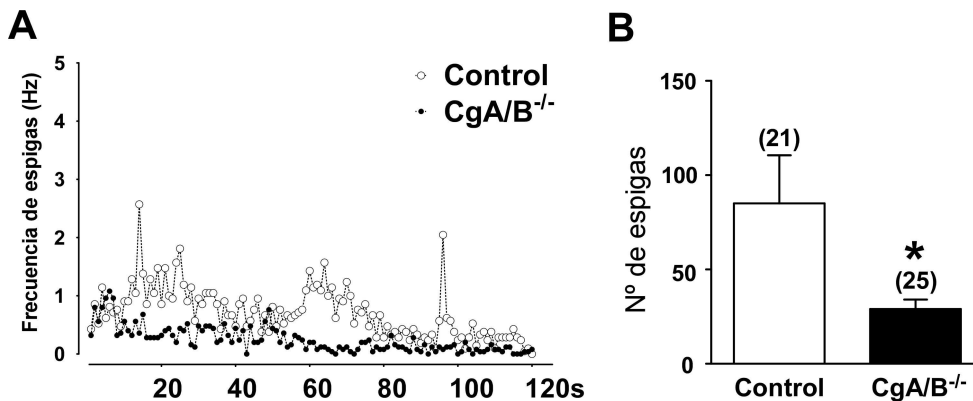 A
Frecuencia de espigas (Hz)
5
4
3
2
1
0
20 40 60 80 100 120s
Control
CgA/B-/-
B
Nº de espigas
150
100
50
0
(21)
*
(25)
Control CgA/B-/-